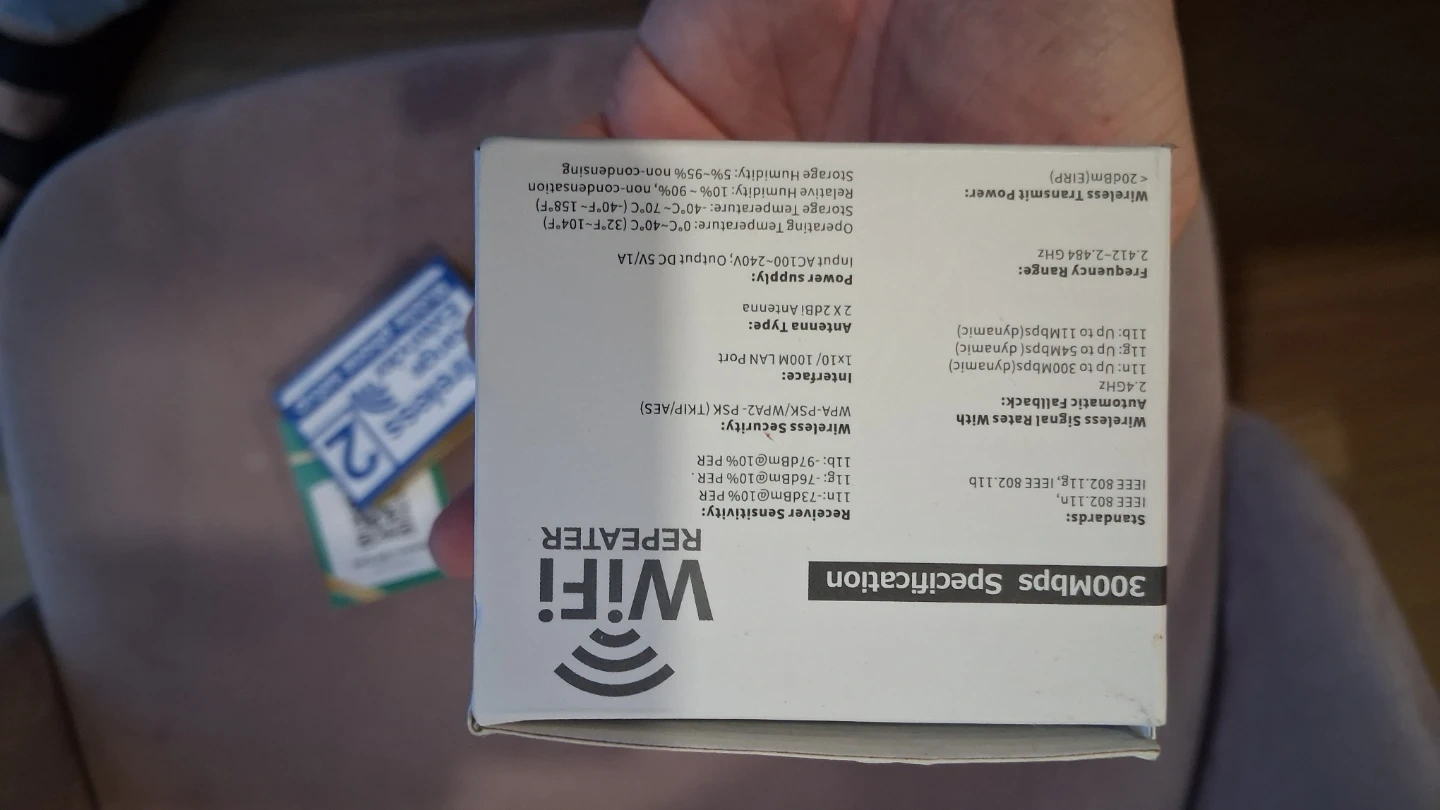 WiFi
REPEATER
300Mbps Specification
Standards:
IEEE 802.11n,
IEEE 802.11g, IEEE 802.11b
Wireless Signal Rates With
Automatic Fallback:
2.4GHz
11n: Up to 300Mbps(dynamic)
11g: Up to 54Mbps(dynamic)
11b: Up to 11Mbps(dynamic)
Frequency Range:
2.412-2.484 GHz
Wireless Transmit Power:
<20dBm(EIRP)
Receiver Sensitivity:
11n:-73dBm@10% PER
11g: -76dBm@10% PER.
11b: -97dBm@10% PER
Wireless Security:
WPA-PSK/WPA2- PSK (TKIP/AES)
Interface:
1x10/ 100M LAN Port
Antenna Type:
2 X 2dBi Antenna
Power supply:
Input AC100~240V; Output DC 5V/1A
Operating Temperature: 0°C~40°C (32°F~104°F)
Storage Temperature: -40°C~ 70°C (-40°F~ 158°F)
Relative Humidity: 10% ~ 90%, non-condensation
Storage Humidity: 5%~95% non-condensing
2